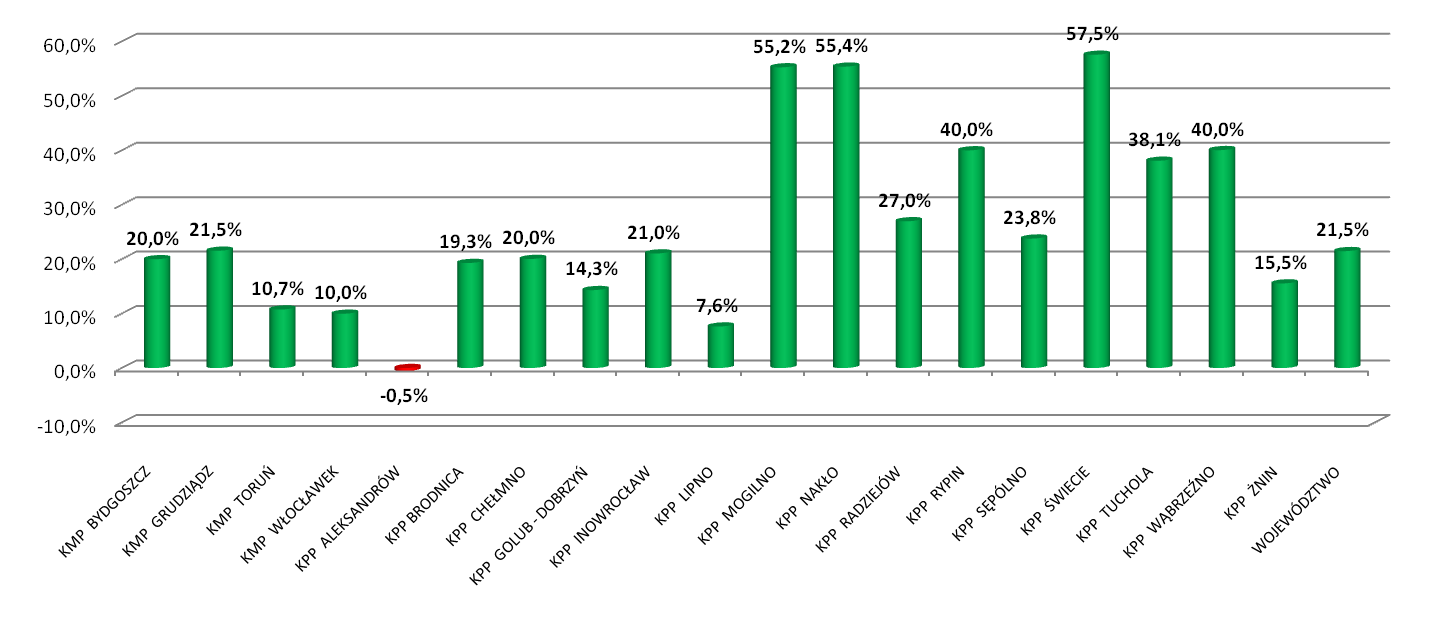 60,0%
50,0%
40,0%
30,0%
20,0%
10,0%
0,0%
-10,0%
20,0%
21,5%
10,7%
10,0%
-0,5%
19,3%
20,0%
14,3%
21,0%
7,6%
55,2%
55,4%
27,0%
40,0%
23,8%
57,5%
38,1%
40,0%
15,5%
21,5%
KMP BYDGOSZCZ
KMP GRUDZIĄDZ
KMP TORUŃ
KMP WŁOCŁAWEK
KPP ALEKSANDRÓW
KPP BRODNICA
KPP CHEŁMNO
KPP GOLUB - DOBRZYŃ
KPP INOWROCŁAW
KPP LIPNO
KPP MOGILNO
KPP NAKŁO
KPP RADZIEJÓW
KPP RYPIN
KPP SĘPÓLNO
KPP ŚWIECIE
KPP TUCHOLA
KPP WĄBRZEŹNO
KPP ŻNIN
WOJEWÓDZTWO